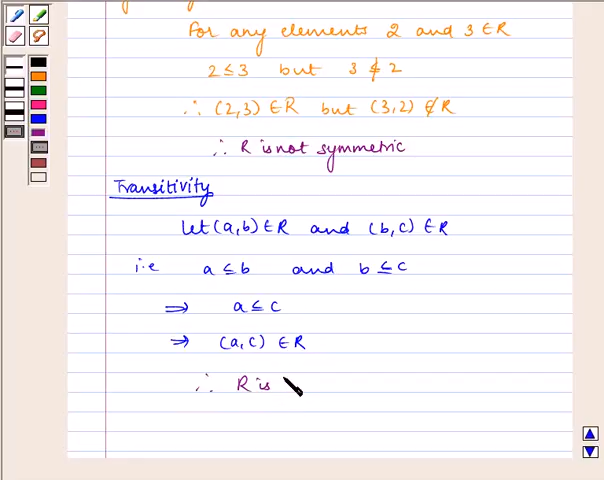 For any elements 2 and 3 ∈ R
2 ≤ 3 but 3 ≰ 2
∴ (2,3) ∈ R but (3,2) ∉ R
∴ R is not symmetric
Transitivity
let (a,b) ∈ R and (b,c) ∈ R
i.e a ≤ b and b ≤ c
⇒ a ≤ c
⇒ (a,c) ∈ R
∴ R is